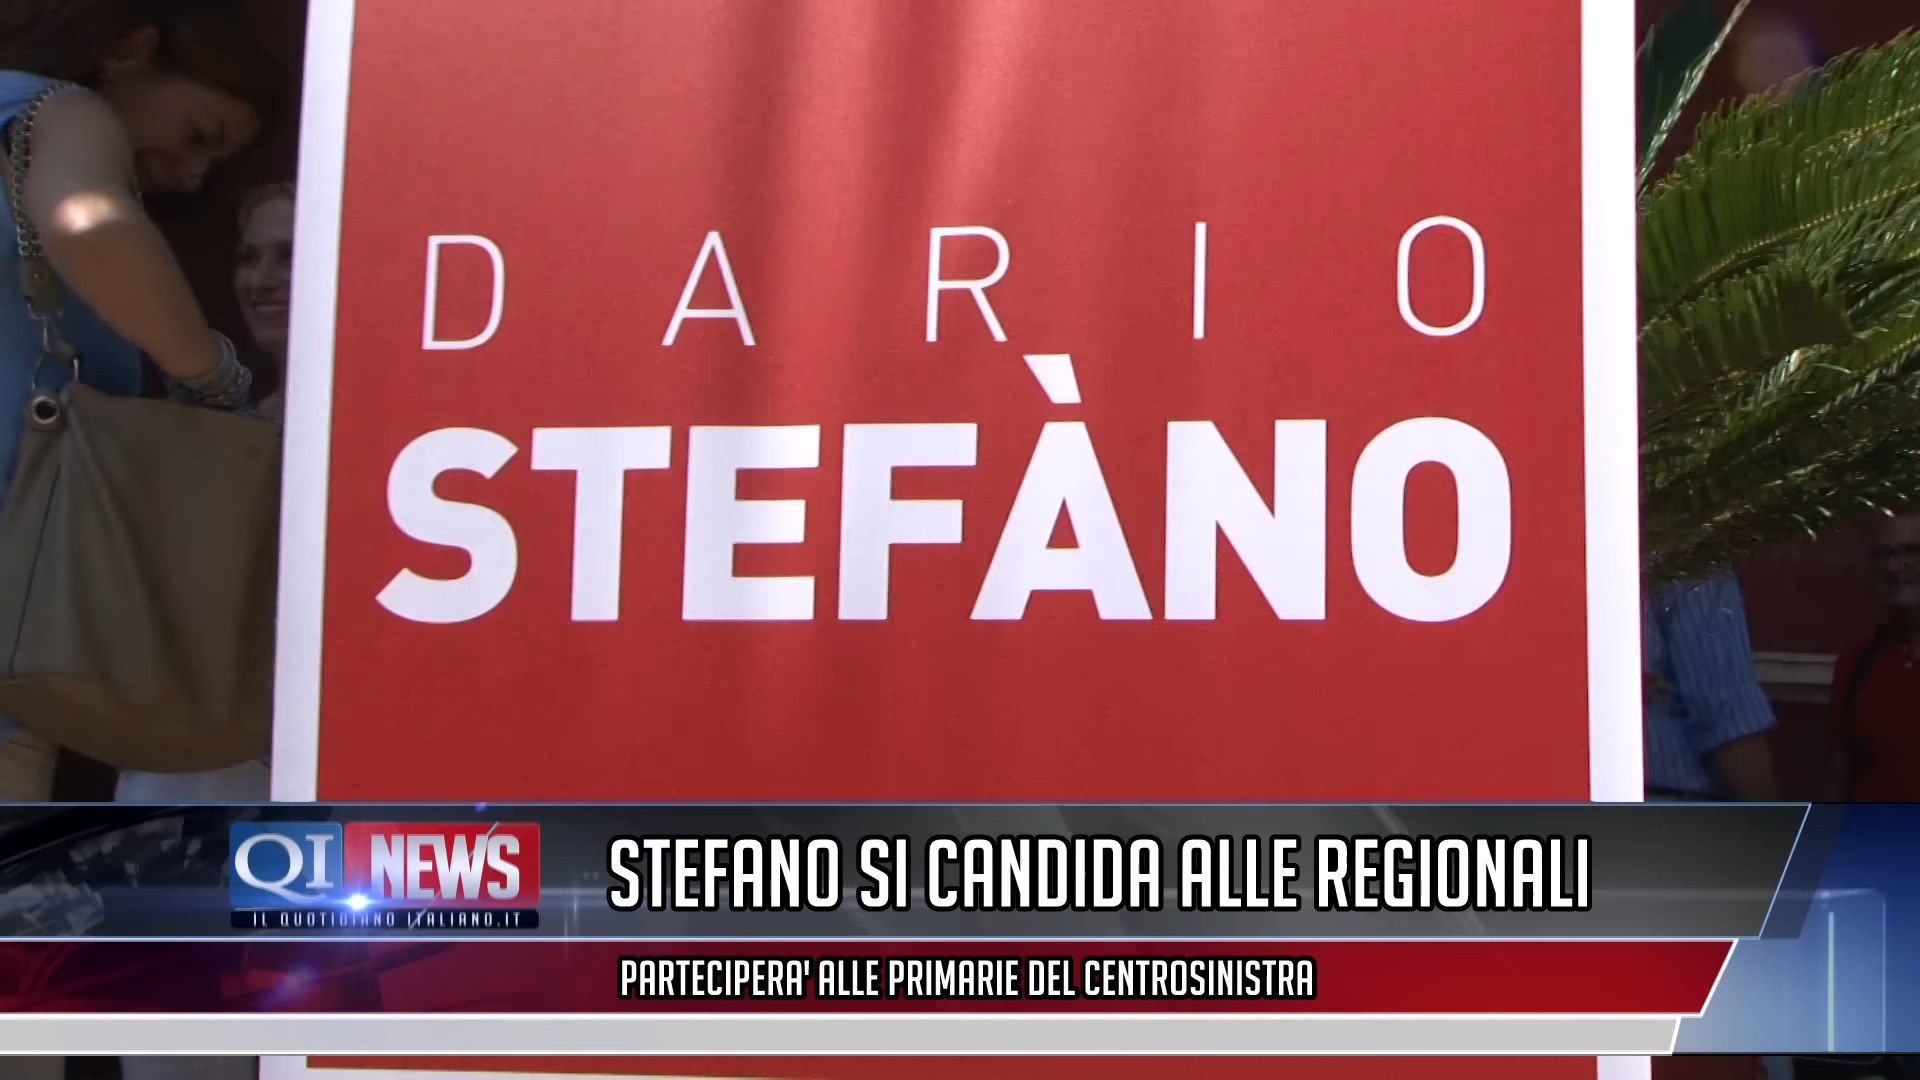 DARIO
STEFÀNO
QI NEWS
IL QUOTIDIANO ITALIANO.IT
STEFANO SI CANDIDA ALLE REGIONALI
PARTECIPERA' ALLE PRIMARIE DEL CENTROSINISTRA